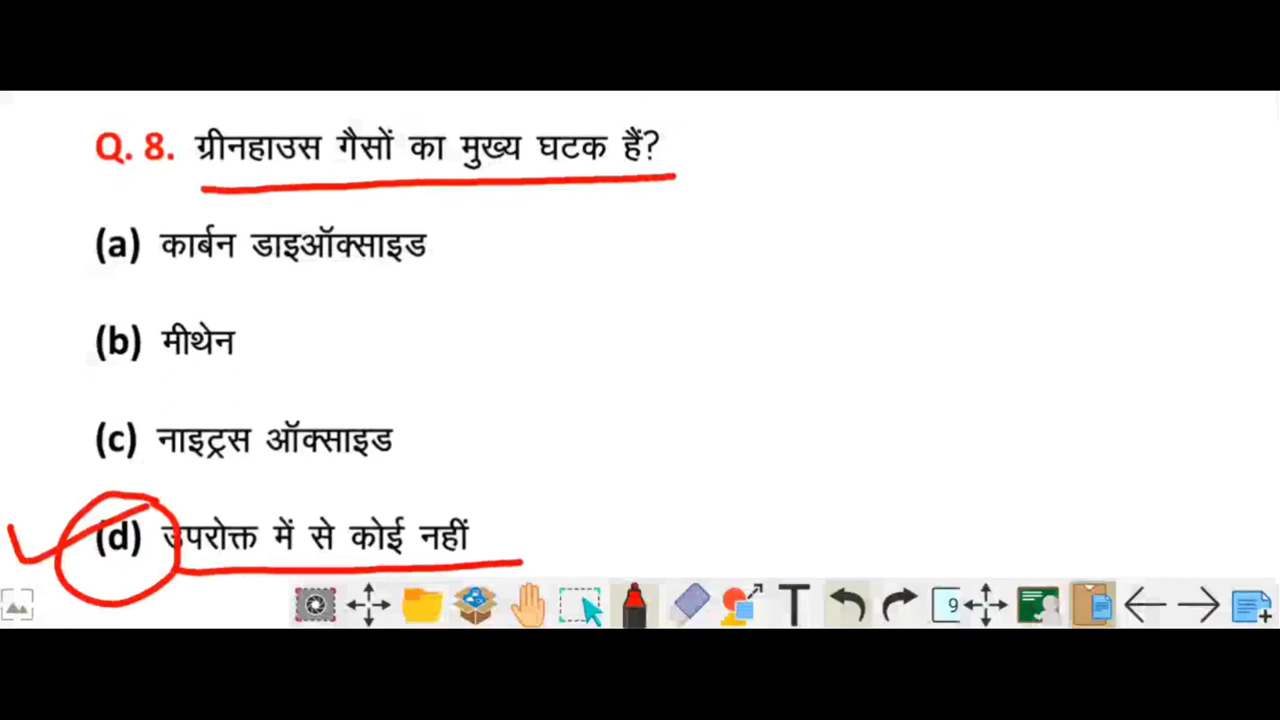 Q. 8. ग्रीनहाउस गैसों का मुख्य घटक हैं?
(a) कार्बन डाइऑक्साइड
(b) मीथेन
(c) नाइट्रस ऑक्साइड
(d) उपरोक्त में से कोई नहीं
T
9